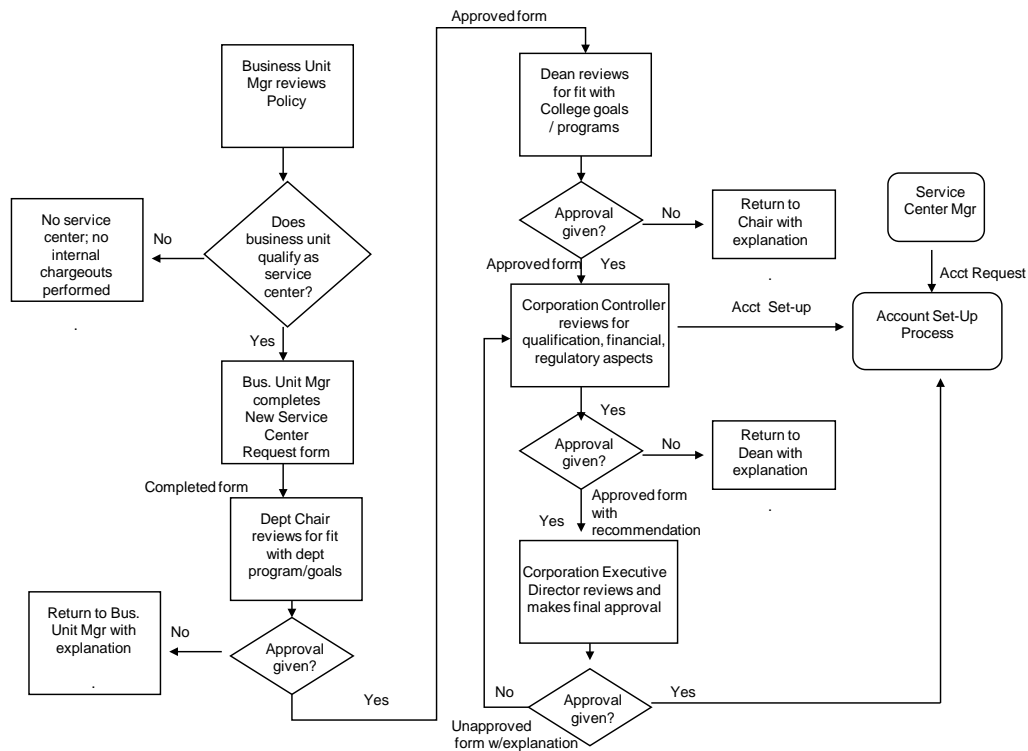 Approved form
Business Unit
Mgr reviews
Policy
Does
business unit
qualify as
service
center?
No
No service
center; no
internal
chargeouts
performed
.
Yes
Bus. Unit Mgr
completes
New Service
Center
Request form
Completed form
Dept Chair
reviews for fit
with dept
program/goals
Approval
given?
No
Return to Bus.
Unit Mgr with
explanation
.
Yes
Dean reviews
for fit with
College goals
/ programs
Approval
given?
No
Return to
Chair with
explanation
.
Approved form
Yes
Corporation Controller
reviews for
qualification, financial,
regulatory aspects
Acct Set-up
Service
Center Mgr
Acct Request
Account Set-Up
Process
Yes
Approval
given?
No
Return to
Dean with
explanation
.
Approved form
with
recommendation
Yes
Corporation Executive
Director reviews and
makes final approval
Approval
given?
No
Unapproved
form w/explanation
Yes